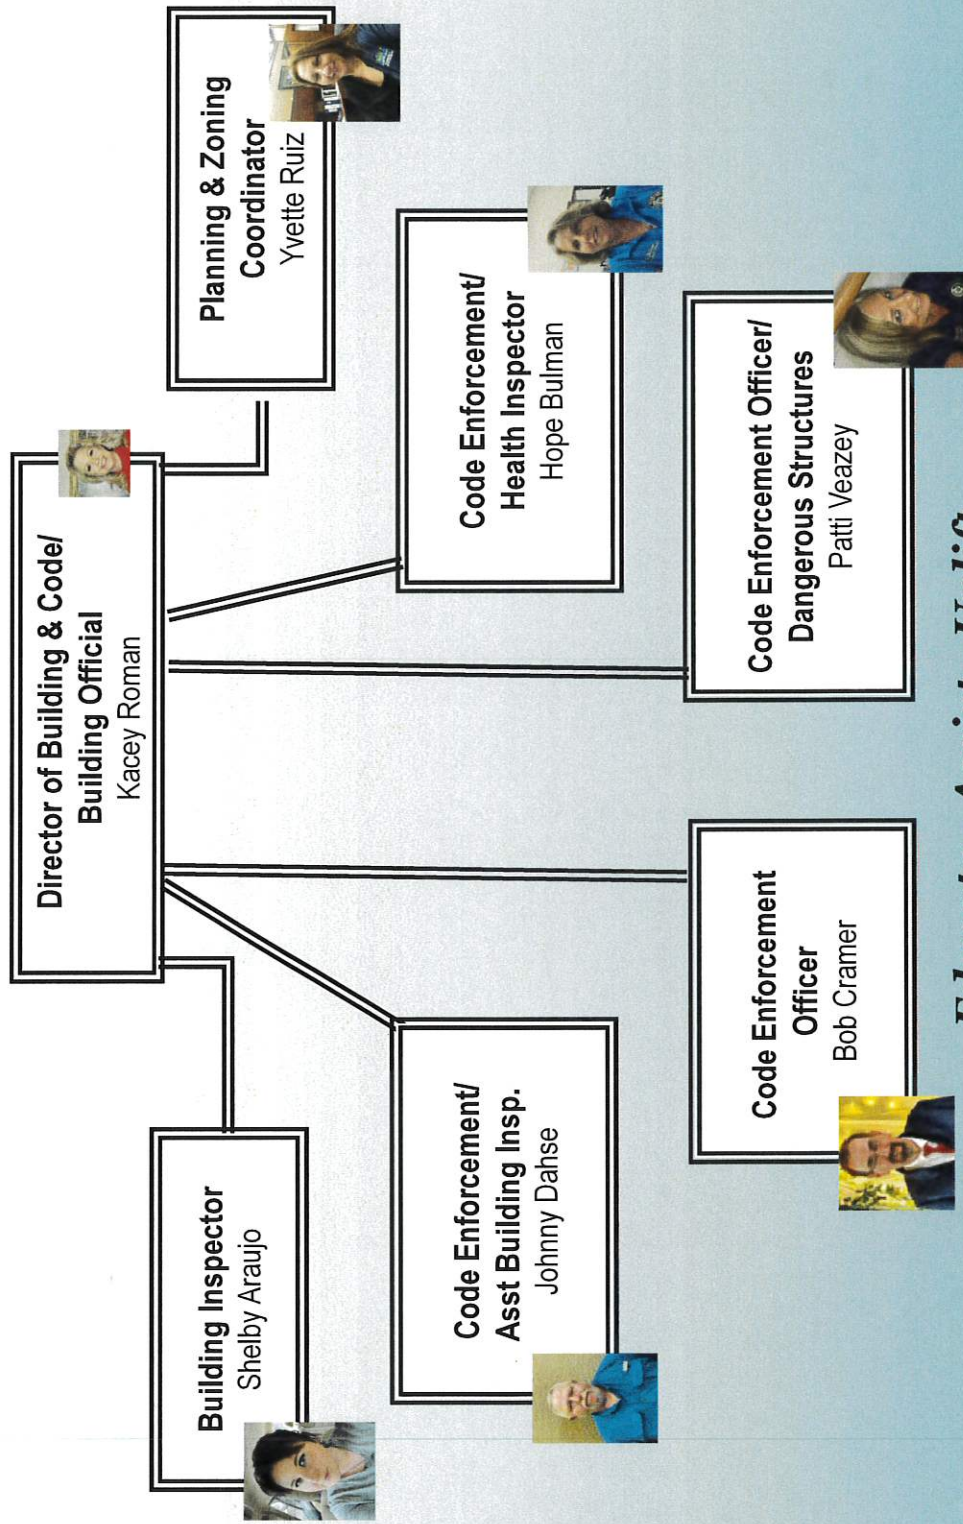 Director of Building & Code/
Building Official
Kacey Roman
Building Inspector
Shelby Araujo
Planning & Zoning
Coordinator
Yvette Ruiz
Code Enforcement/
Asst Building Insp.
Johnny Dahse
Code Enforcement/
Health Inspector
Hope Bulman
Code Enforcement
Officer
Bob Cramer
Code Enforcement Officer/
Dangerous Structures
Patti Veazey